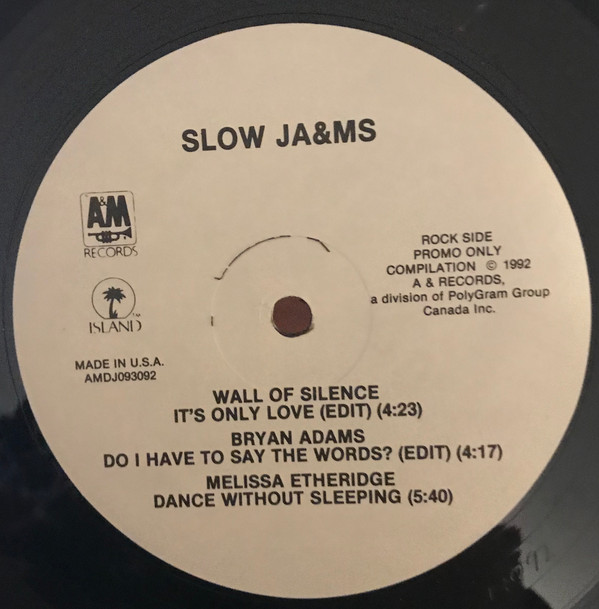 SLOW JA&MS
A&M
RECORDS
ISLAND
MADE IN U.S.A.
AMDJ093092
ROCK SIDE
PROMO ONLY
COMPILATION © 1992
A & RECORDS,
a division of PolyGram Group
Canada Inc.
WALL OF SILENCE
IT'S ONLY LOVE (EDIT) (4:23)
BRYAN ADAMS
DO I HAVE TO SAY THE WORDS? (EDIT) (4:17)
MELISSA ETHERIDGE
DANCE WITHOUT SLEEPING (5:40)